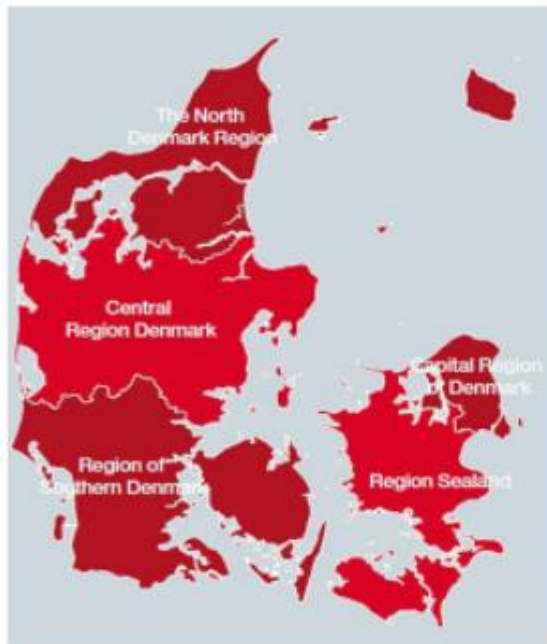 The North
Denmark Region
Central
Region Denmark
Capital Region
of Denmark
Region of
Southern Denmark
Region Sealand